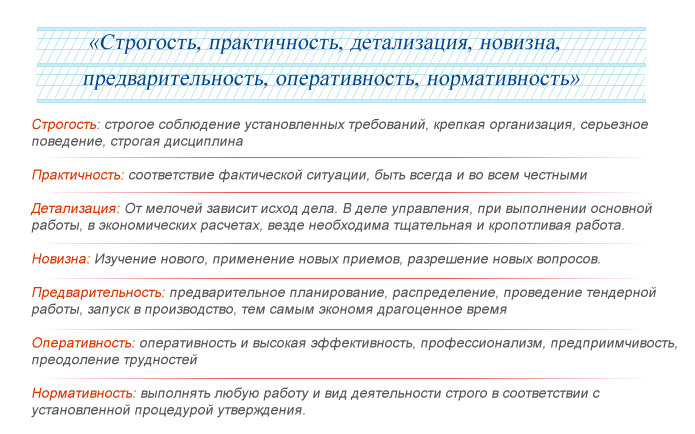 «Строгость, практичность, детализация, новизна,
предварительность, оперативность, нормативность»
Строгость: строгое соблюдение установленных требований, крепкая организация, серьезное
поведение, строгая дисциплина
Практичность: соответствие фактической ситуации, быть всегда и во всем честными
Детализация: От мелочей зависит исход дела. В деле управления, при выполнении основной
работы, в экономических расчетах, везде необходима тщательная и кропотливая работа.
Новизна: Изучение нового, применение новых приемов, разрешение новых вопросов.
Предварительность: предварительное планирование, распределение, проведение тендерной
работы, запуск в производство, тем самым экономя драгоценное время
Оперативность: оперативность и высокая эффективность, профессионализм, предприимчивость,
преодоление трудностей
Нормативность: выполнять любую работу и вид деятельности строго в соответствии с
установленной процедурой утверждения.